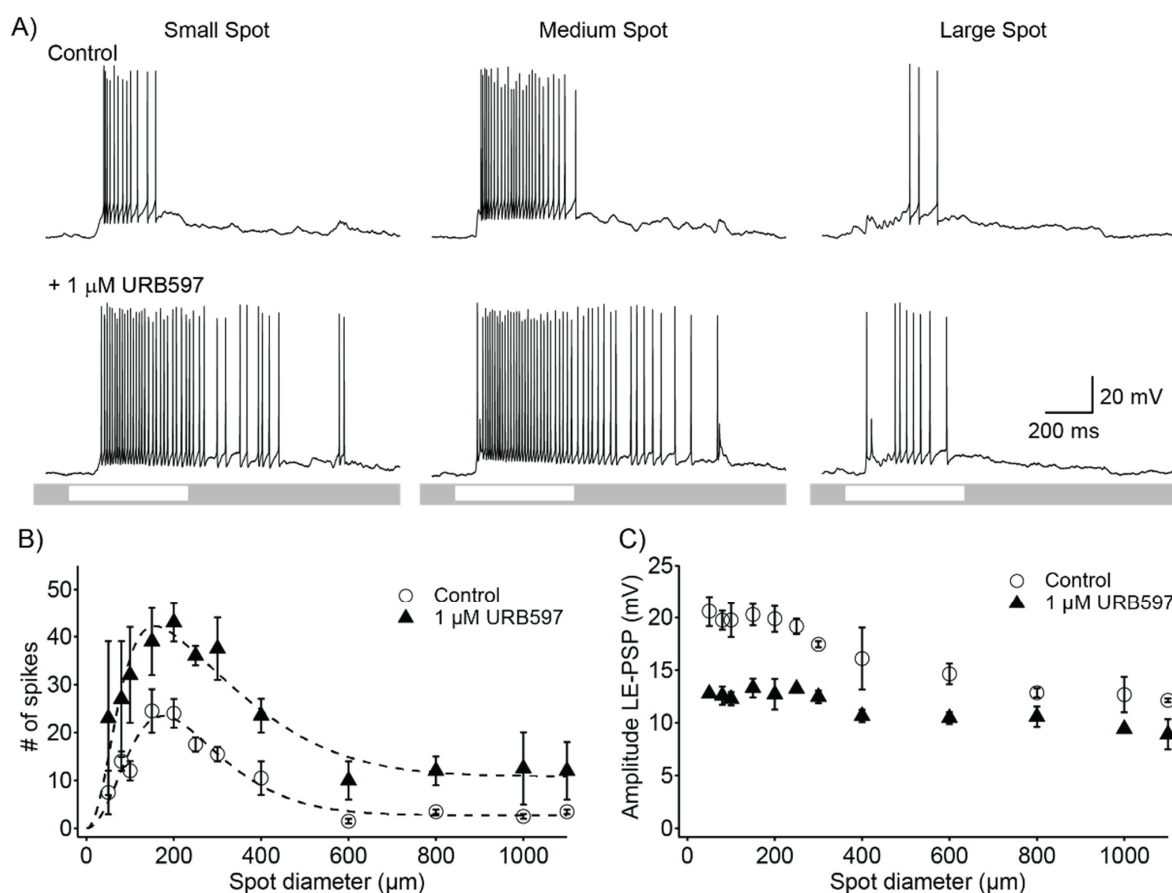 A)
Small Spot
Medium Spot
Large Spot
Control
+ 1 µM URB597
20 mV
200 ms
B)
# of spikes
50
40
30
20
10
0
Control
1 µM URB597
0
200
400
600
800
1000
Spot diameter (µm)
C)
Amplitude LE-PSP (mV)
25
20
15
10
5
0
Control
1 µM URB597
0
200
400
600
800
1000
Spot diameter (µm)